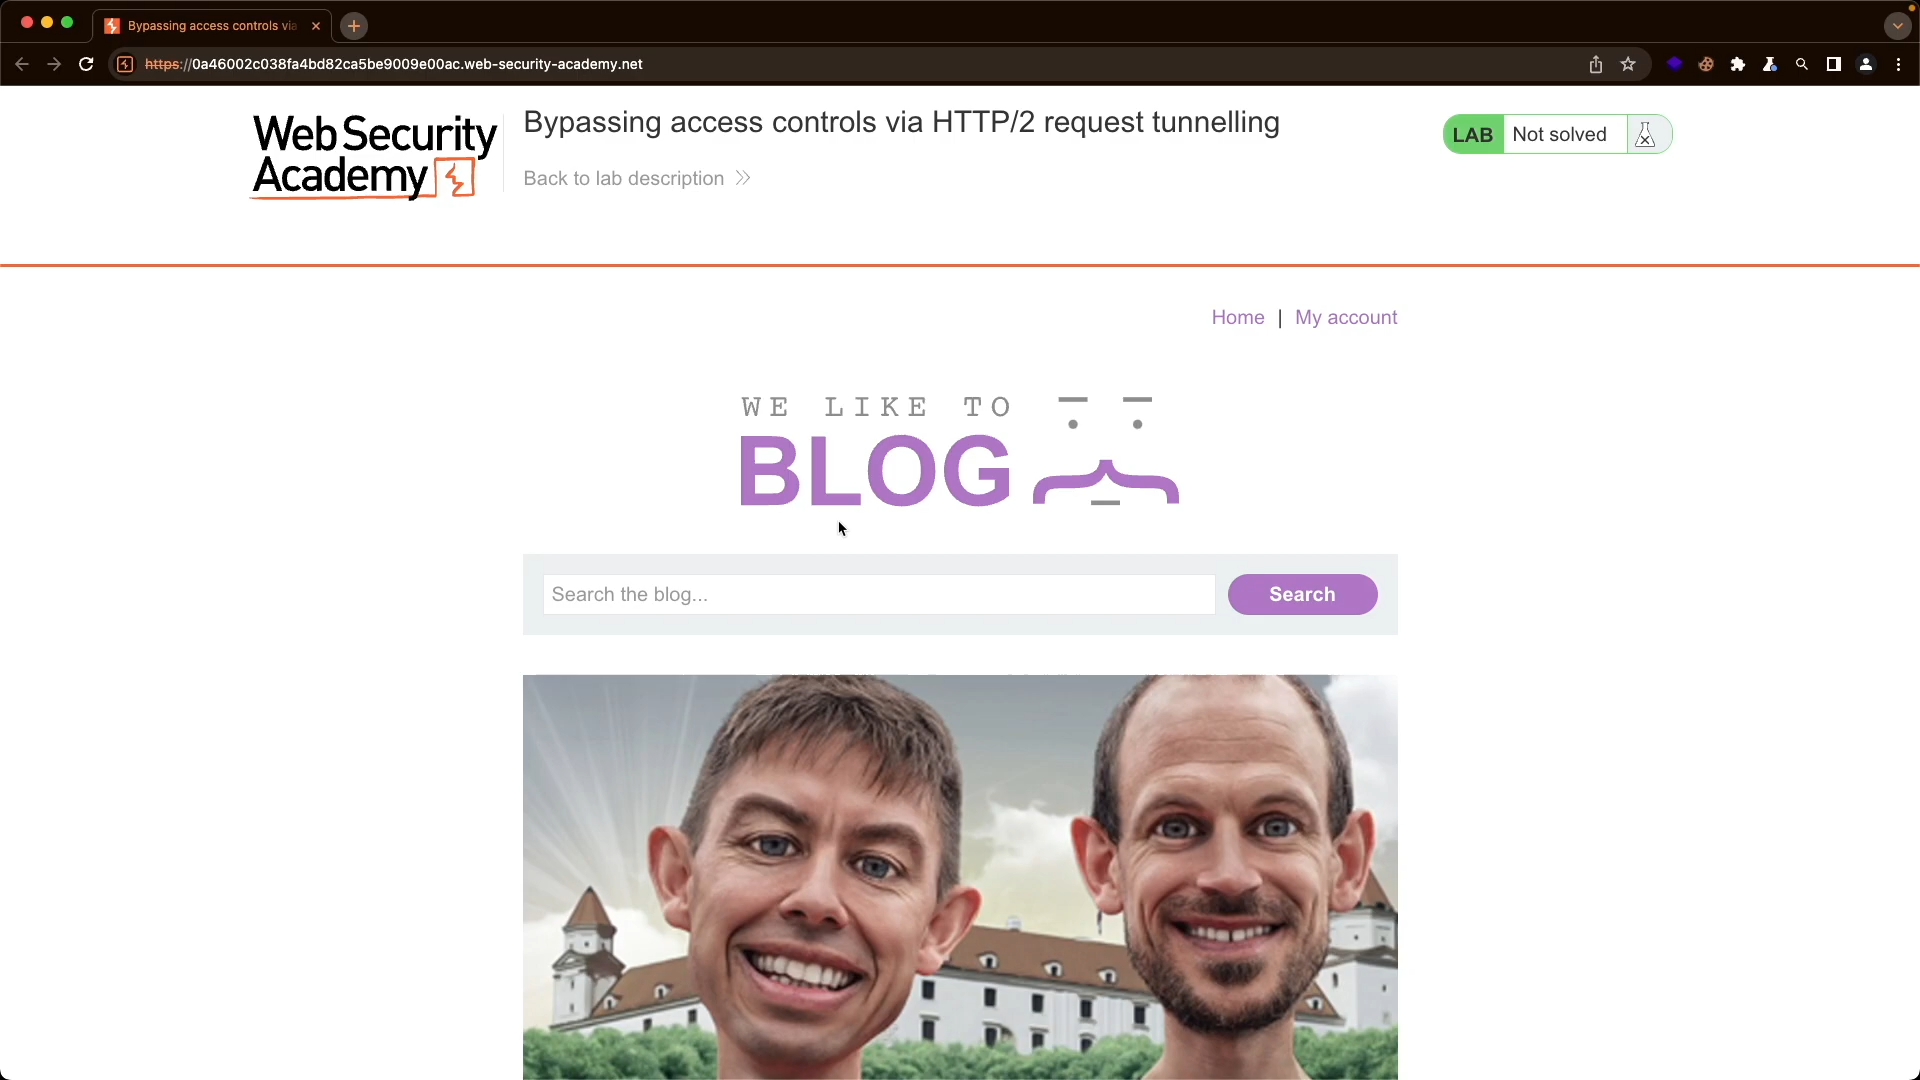 Bypassing access controls via
https://0a46002c038fa4bd82ca5be9009e00ac.web-security-academy.net
Web Security
Academy
Bypassing access controls via HTTP/2 request tunnelling
Back to lab description
LAB Not solved
Home | My account
WE LIKE TO
BLOG
Search the blog...
Search